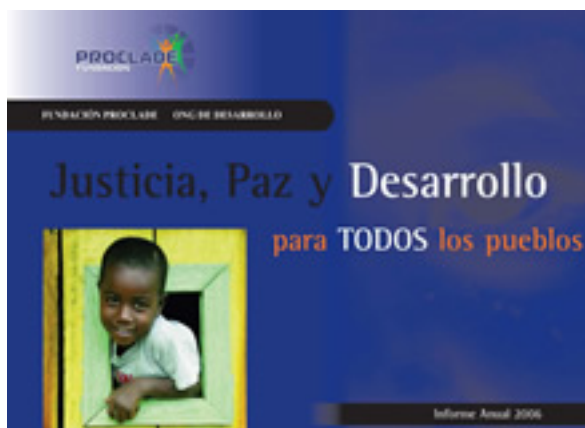 PROCLADE
FUNDACIÓN
FUNDACIÓN PROCLADE ONG DE DESARROLLO
Justicia, Paz y Desarrollo
para TODOS los pueblos
Informe Anual 2006